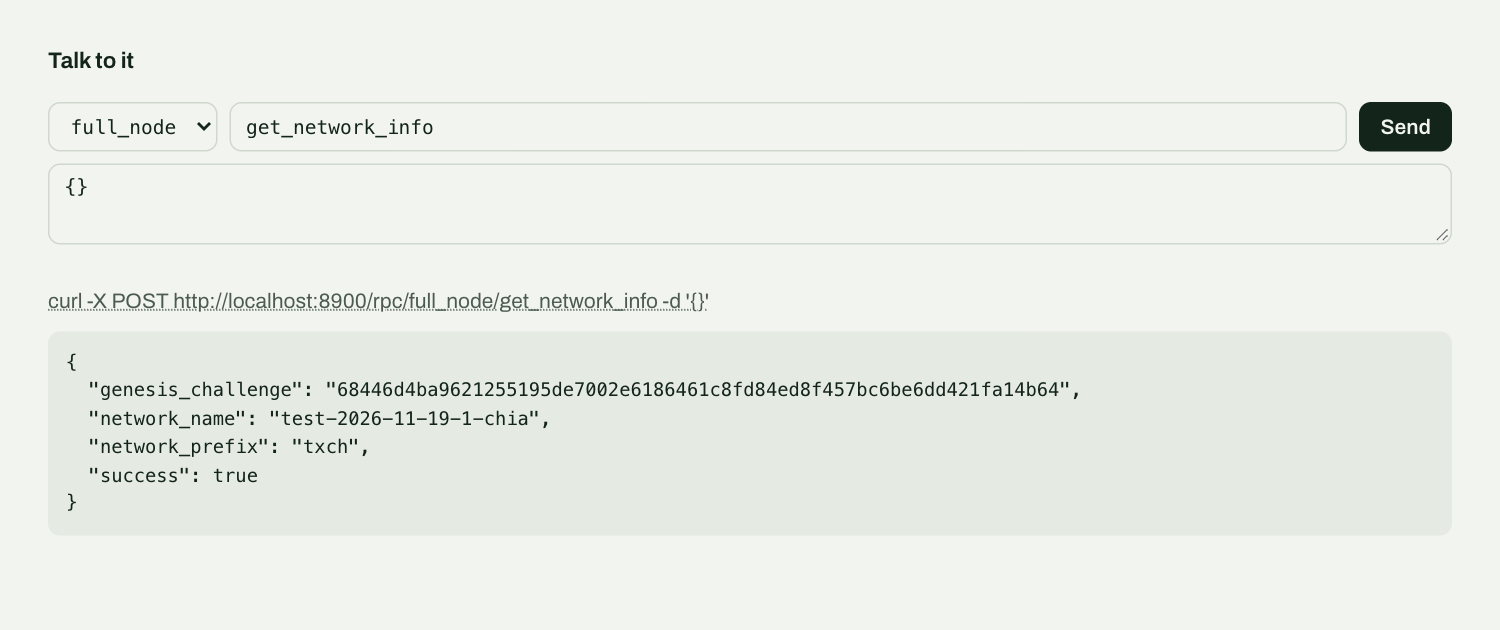 Talk to it
full_node
get_network_info
Send
{}
curl -X POST http://localhost:8900/rpc/full_node/get_network_info -d '{}'
{
  "genesis_challenge": "68446d4ba9621255195de7002e6186461c8fd84ed8f457bc6be6dd421fa14b64",
  "network_name": "test-2026-11-19-1-chia",
  "network_prefix": "txch",
  "success": true
}